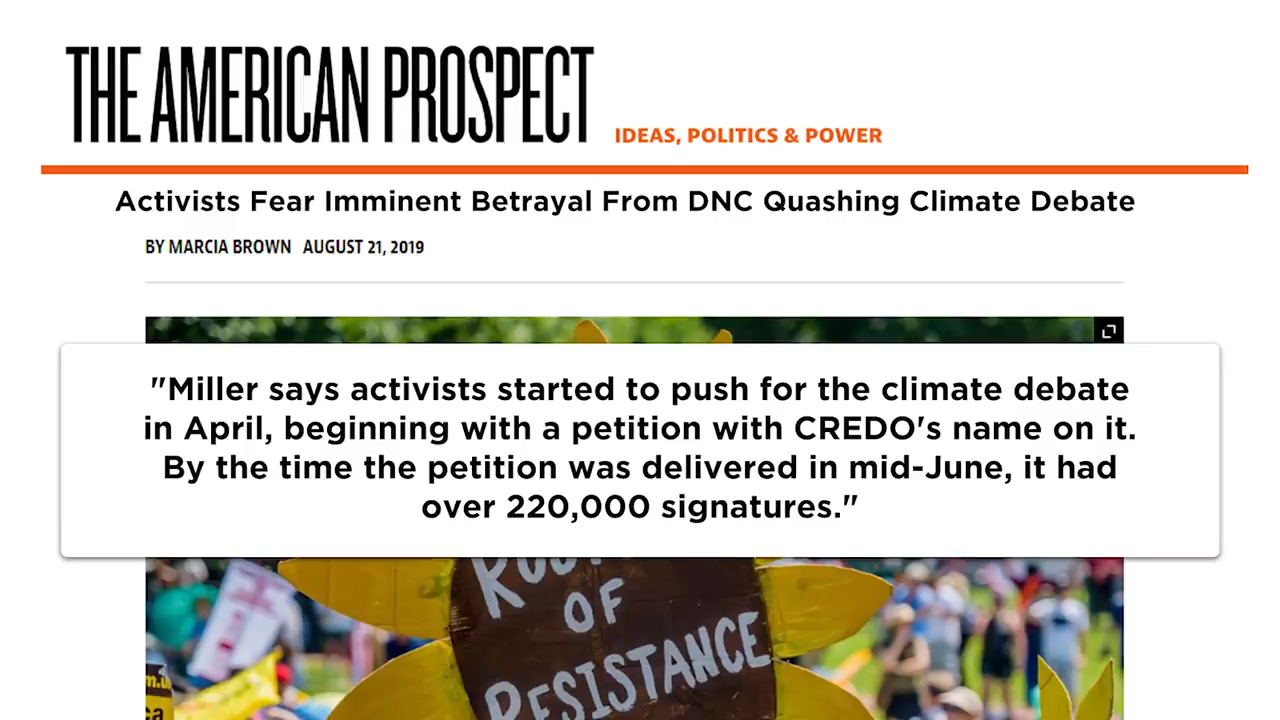 THE AMERICAN PROSPECT
IDEAS, POLITICS & POWER
Activists Fear Imminent Betrayal From DNC Quashing Climate Debate
BY MARCIA BROWN AUGUST 21, 2019
"Miller says activists started to push for the climate debate
in April, beginning with a petition with CREDO's name on it.
By the time the petition was delivered in mid-June, it had
over 220,000 signatures."
OF
RESISTANCE